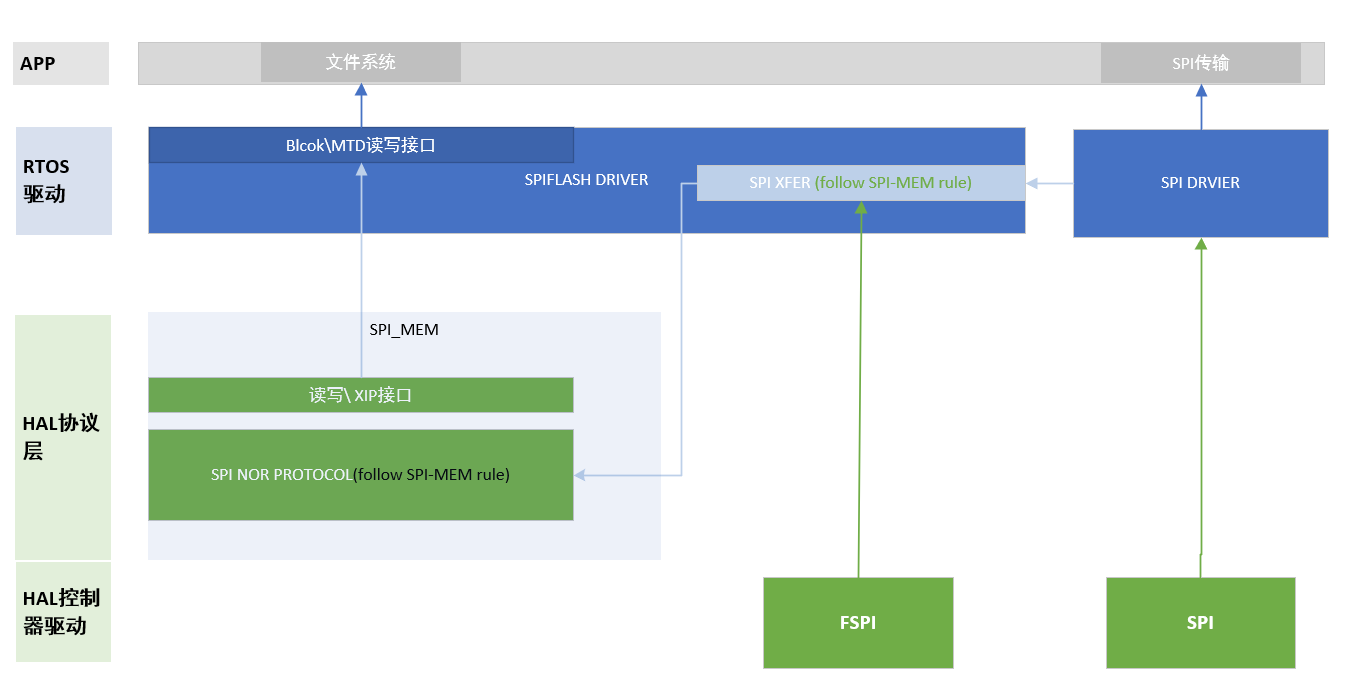 APP
文件系统
SPI传输
RTOS
驱动
Blcok\MTD读写接口
SPIFLASH DRIVER
SPI XFER (follow SPI-MEM rule)
SPI DRVIER
HAL协议
层
SPI_MEM
读写\ XIP接口
SPI NOR PROTOCOL(follow SPI-MEM rule)
HAL控制
器驱动
FSPI
SPI